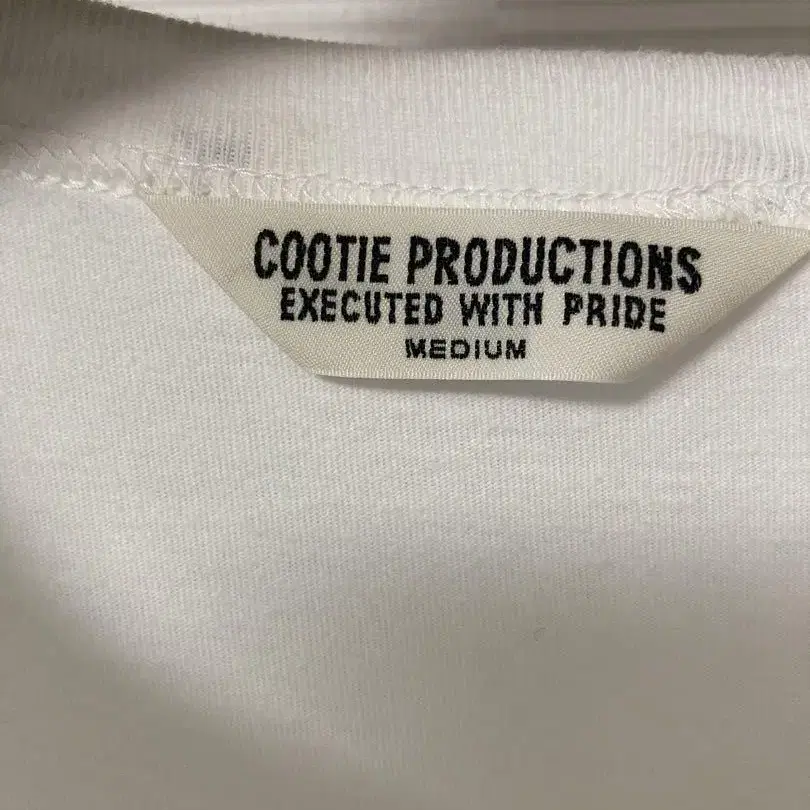 COOTIE PRODUCTIONS
EXECUTED WITH PRIDE
MEDIUM